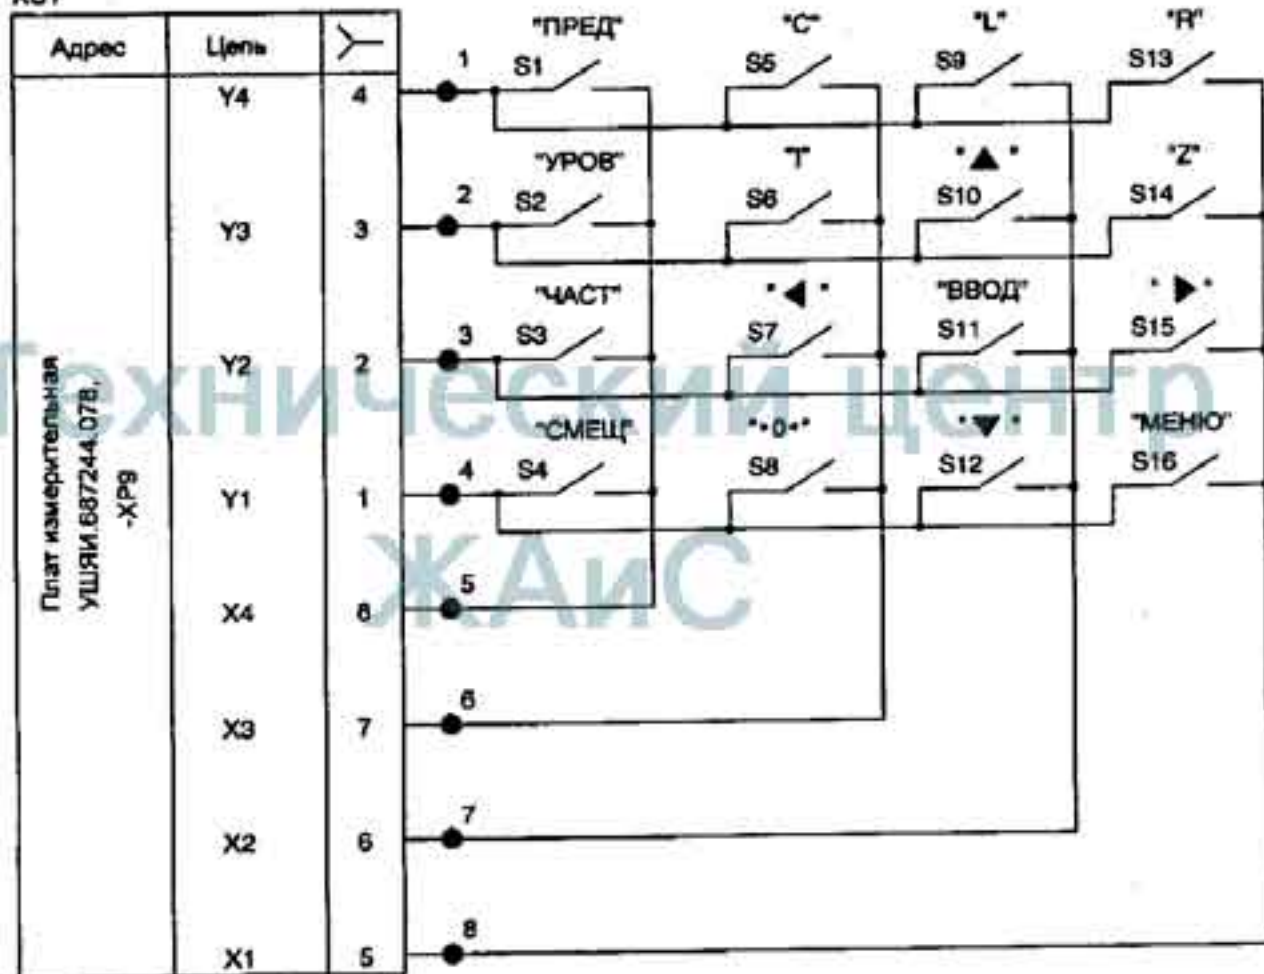 Адрес Цепь
"ПРЕД" "C" "L" "R"
1 S1 S5 S9 S13
Y4 4
"УРОВ" "T" "▲" "Z"
2 S2 S6 S10 S14
Y3 3
"ЧАСТ" "◄" "ВВОД" "►"
3 S3 S7 S11 S15
Y2 2
Технический центр
"СМЕЩ" "▼" "МЕНЮ"
4 S4 S8 S12 S16
Y1 1
Плат измерительная
УШЯИ.687244.078,
-XP9
ЖАиС
5
X4 8
6
X3 7
7
X2 6
8
X1 5